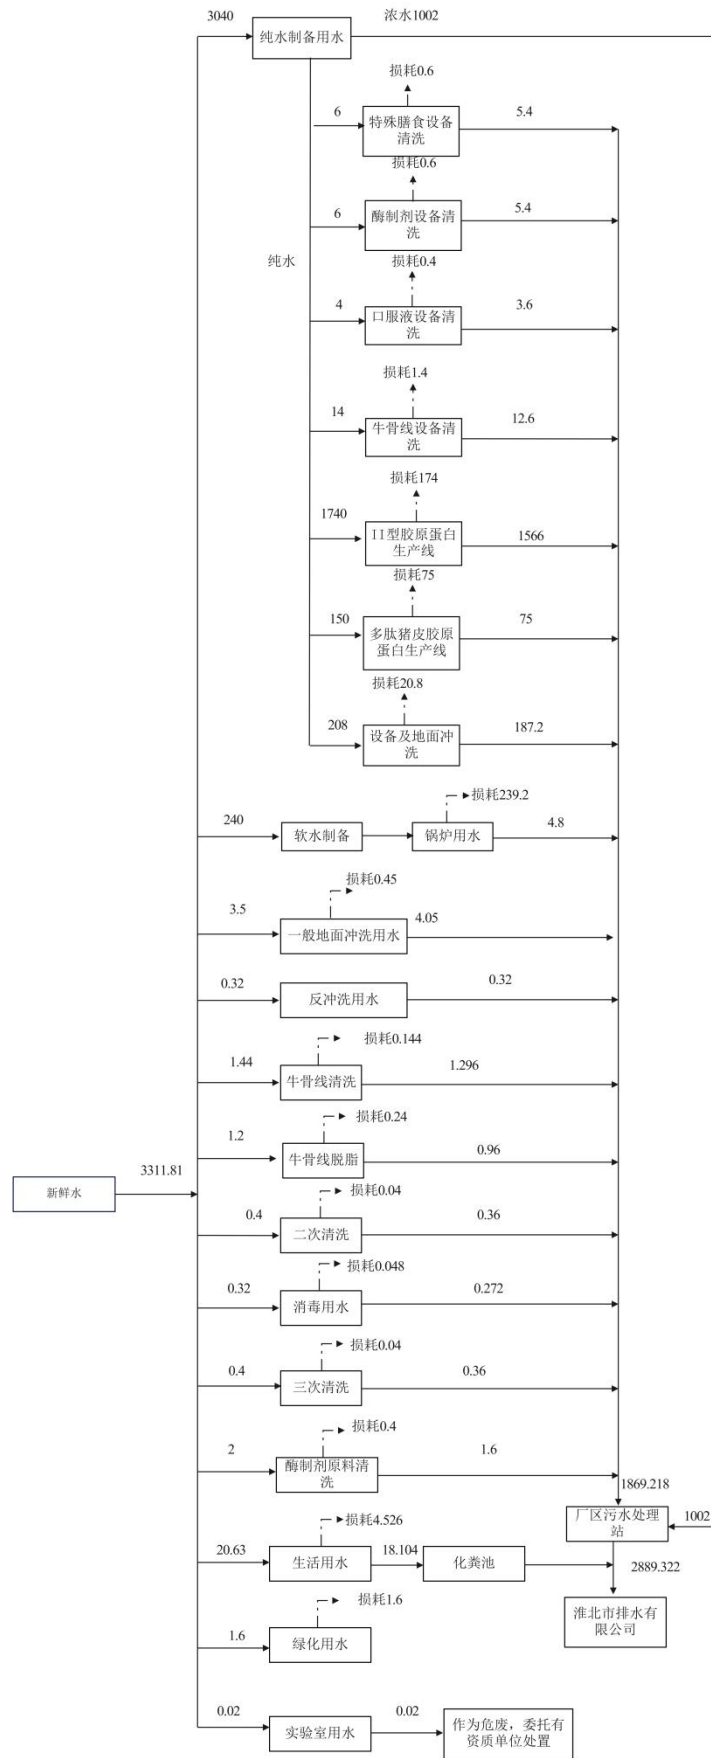 3040
纯水制备用水
浓水1002
损耗0.6
6
特殊膳食设备
清洗
5.4
损耗0.6
6
酶制剂设备清
洗
5.4
纯水
损耗0.4
4
口服液设备清
洗
3.6
损耗1.4
14
牛骨线设备清
洗
12.6
损耗174
1740
II型胶原蛋白
生产线
1566
损耗75
150
多肽猪皮胶原
蛋白生产线
75
损耗20.8
208
设备及地面冲
洗
187.2
损耗239.2
240
软水制备
锅炉用水
4.8
损耗0.45
3.5
一般地面冲洗用水
4.05
0.32
反冲洗用水
0.32
损耗0.144
1.44
牛骨线清洗
1.296
损耗0.24
1.2
牛骨线脱脂
0.96
新鲜水
3311.81
损耗0.04
0.4
二次清洗
0.36
损耗0.048
0.32
消毒用水
0.272
损耗0.04
0.4
三次清洗
0.36
损耗0.4
2
酶制剂原料清
洗
1.6
1869.218
厂区污水处理
站
1002
损耗4.526
20.63
生活用水
18.104
化粪池
2889.322
淮北市排水有
限公司
损耗1.6
1.6
绿化用水
0.02
实验室用水
0.02
作为危废，委托有
资质单位处置